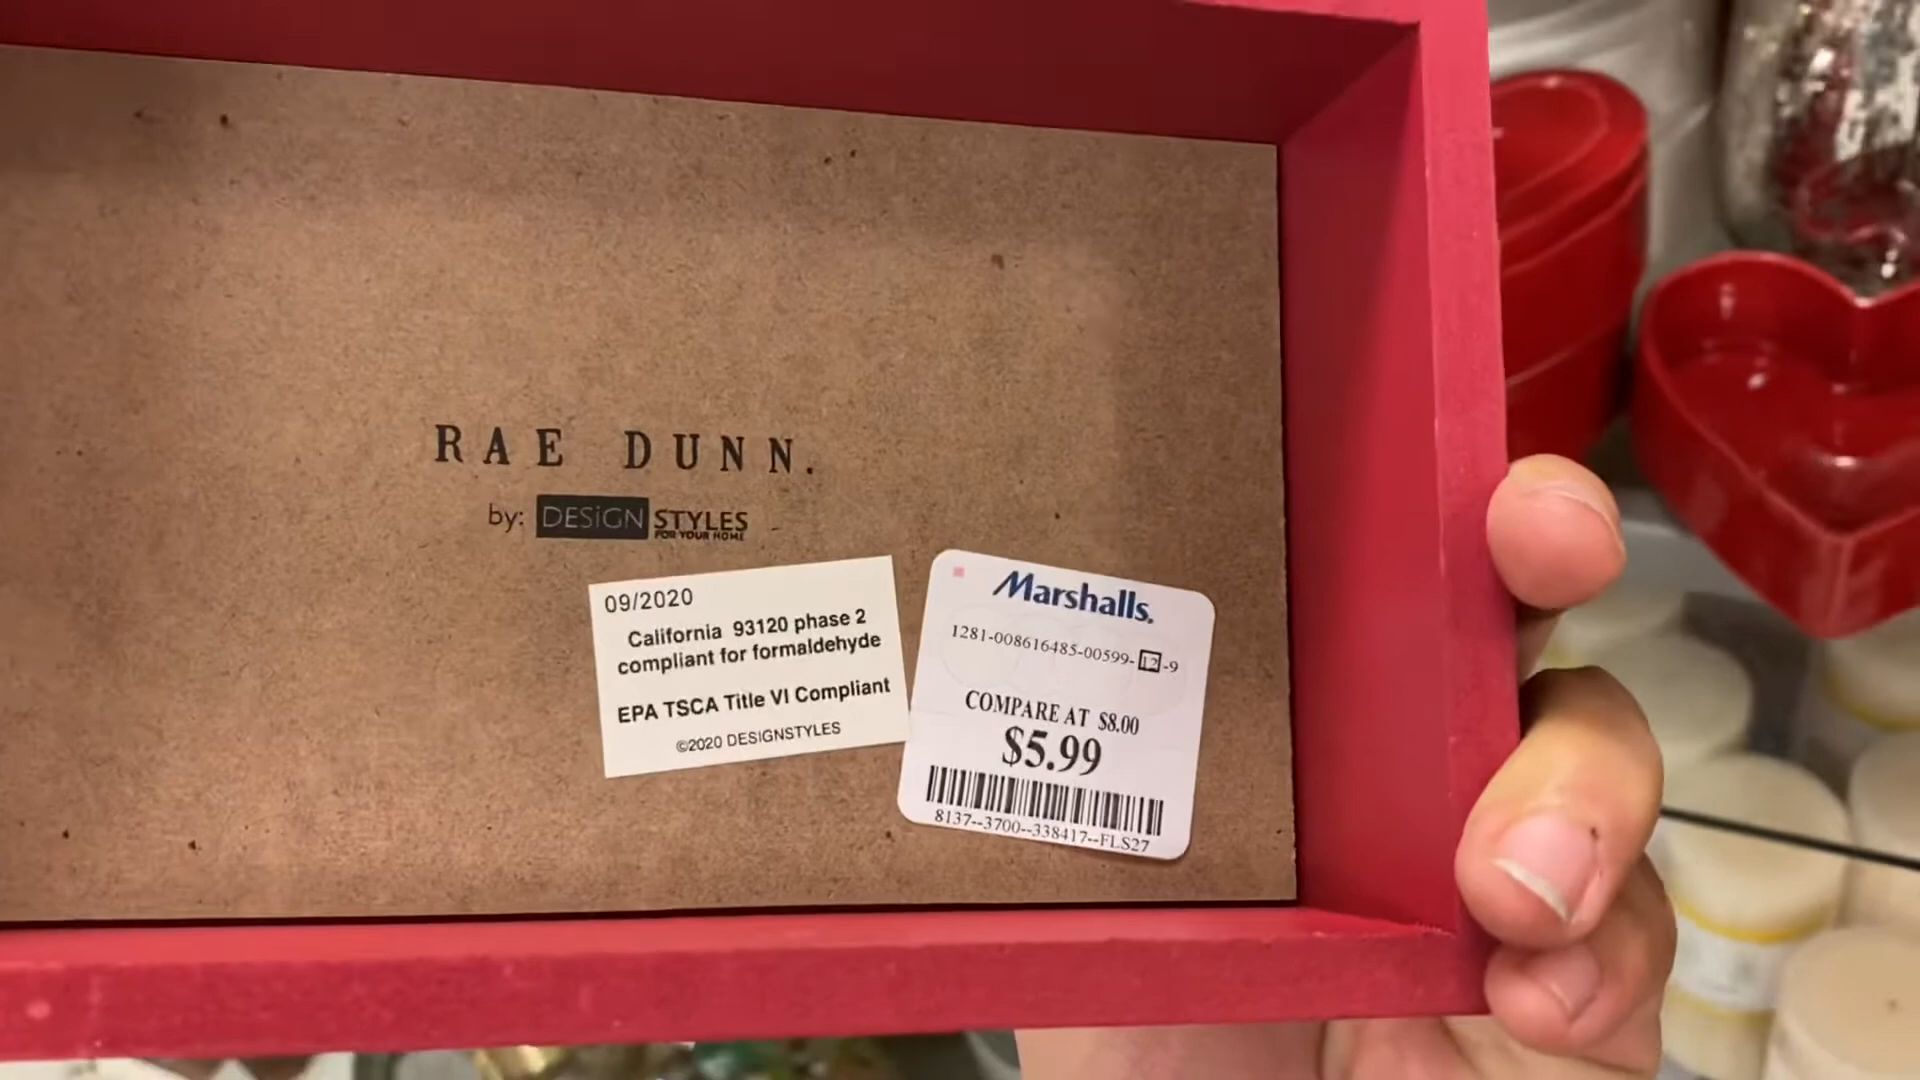 RAE DUNN.
by: DESiGN STYLES
FOR YOUR HOME
09/2020
California 93120 phase 2
compliant for formaldehyde
EPA TSCA Title VI Compliant
©2020 DESIGNSTYLES
Marshalls.
1281-008616485-00599-12-9
COMPARE AT $8.00
$5.99
8137--3700--338417--FLS27